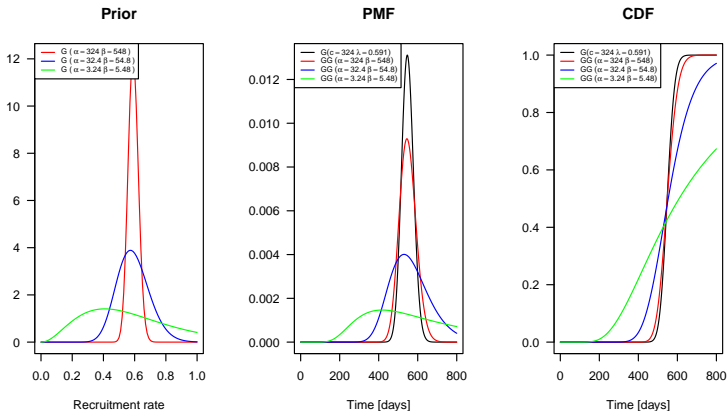 Prior
G ( α−324 β−548)
G ( α−32.4 β−54.8)
G ( α−3.24 β−5.48)
12
10
8
6
4
2
0
0.0 0.2 0.4 0.6 0.8 1.0
Recruitment rate
PMF
G(c−324 λ−0.591)
GG (α−324 β−548)
GG (α−32.4 β−54.8)
GG (α−3.24 β−5.48)
0.012
0.010
0.008
0.006
0.004
0.002
0.000
0 200 400 600 800
Time [days]
CDF
G(c−324 λ−0.591)
GG (α−324 β−548)
GG (α−32.4 β−54.8)
GG (α−3.24 β−5.48)
1.0
0.8
0.6
0.4
0.2
0.0
0 200 400 600 800
Time [days]